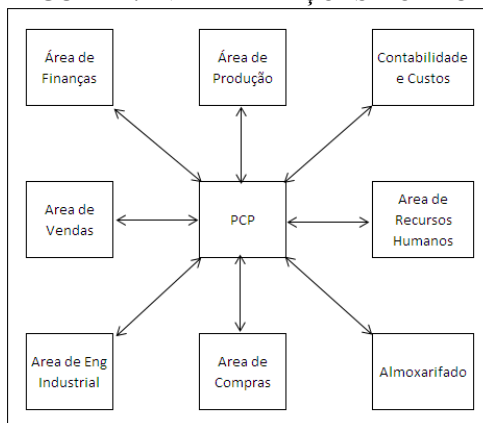 Área de
Finanças
Área de
Produção
Contabilidade
e Custos
Area de
Vendas
PCP
Area de
Recursos
Humanos
Area de Eng
Industrial
Area de
Compras
Almoxarifado